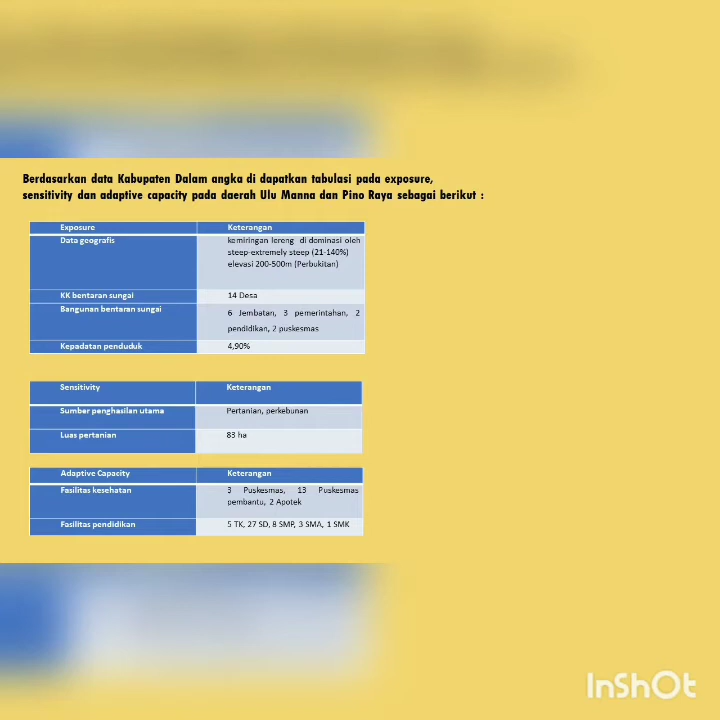 Berdasarkan data Kabupaten Dalam angka di dapatkan tabulasi pada exposure,
sensitivity dan adaptive capacity pada daerah Ulu Manna dan Pino Raya sebagai berikut :
Exposure Keterangan
Data geografis kemiringan lereng di dominasi oleh
steep-extremely steep (21-140%)
elevasi 200-500m (Perbukitan)
KK bentaran sungai 14 Desa
Bangunan bentaran sungai 6 Jembatan, 3 pemerintahan, 2
pendidikan, 2 puskesmas
Kepadatan penduduk 4,90%
Sensitivity Keterangan
Sumber penghasilan utama Pertanian, perkebunan
Luas pertanian 83 ha
Adaptive Capacity Keterangan
Fasilitas kesehatan 3 Puskesmas, 13 Puskesmas
pembantu, 2 Apotek
Fasilitas pendidikan 5 TK, 27 SD, 8 SMP, 3 SMA, 1 SMK
InShOt